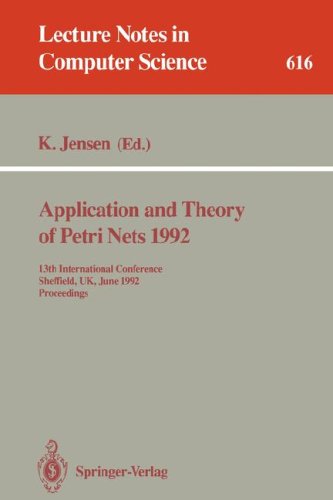 Lecture Notes in
Computer Science
616
K. Jensen (Ed.)
Application and Theory
of Petri Nets 1992
13th International Conference
Sheffield, UK, June 1992
Proceedings
Springer-Verlag